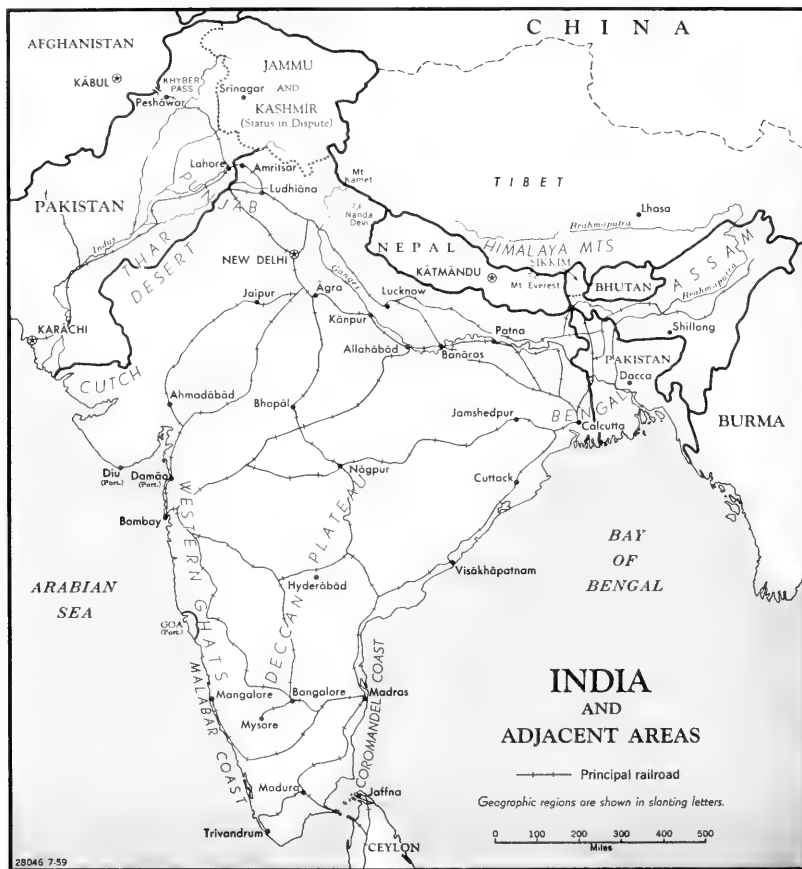 CHINA
AFGHANISTAN
KĀBUL
KHYBER
PASS
Peshāwar
JAMMU
AND
KASHMĪR
(Status in Dispute)
Srīnagar
Lahore
Amritsar
Ludhiāna
PUNJAB
Mt
Kamet
Nanda
Devi
TIBET
Lhasa
Brahmaputra
PAKISTAN
Indus
THAR
DESERT
NEW DELHI
Ganges
NEPAL
HIMALAYA MTS
SIKKIM
KĀTMĀNDU
Mt Everest
BHUTAN
ASSAM
Brahmaputra
KARĀCHI
Jaipur
Āgra
Lucknow
Kānpur
Allahābād
Banāras
Patna
Shillong
PAKISTAN
Dacca
CUTCH
Ahmadābād
Bhopāl
Jamshedpur
BENGAL
Calcutta
BURMA
Diu
(Port.)
Damão
(Port.)
Nāgpur
Cuttack
Bombay
WESTERN GHATS
DECCAN PLATEAU
Hyderābād
Visākhāpatnam
BAY
OF
BENGAL
ARABIAN
SEA
GOA
(Port.)
MALABAR COAST
Mangalore
Bangalore
Mysore
Madras
COROMANDEL COAST
Madura
Jaffna
Trivandrum
CEYLON
INDIA
AND
ADJACENT AREAS
Principal railroad
Geographic regions are shown in slanting letters.
0 100 200 300 400 500
Miles
28046 7-59